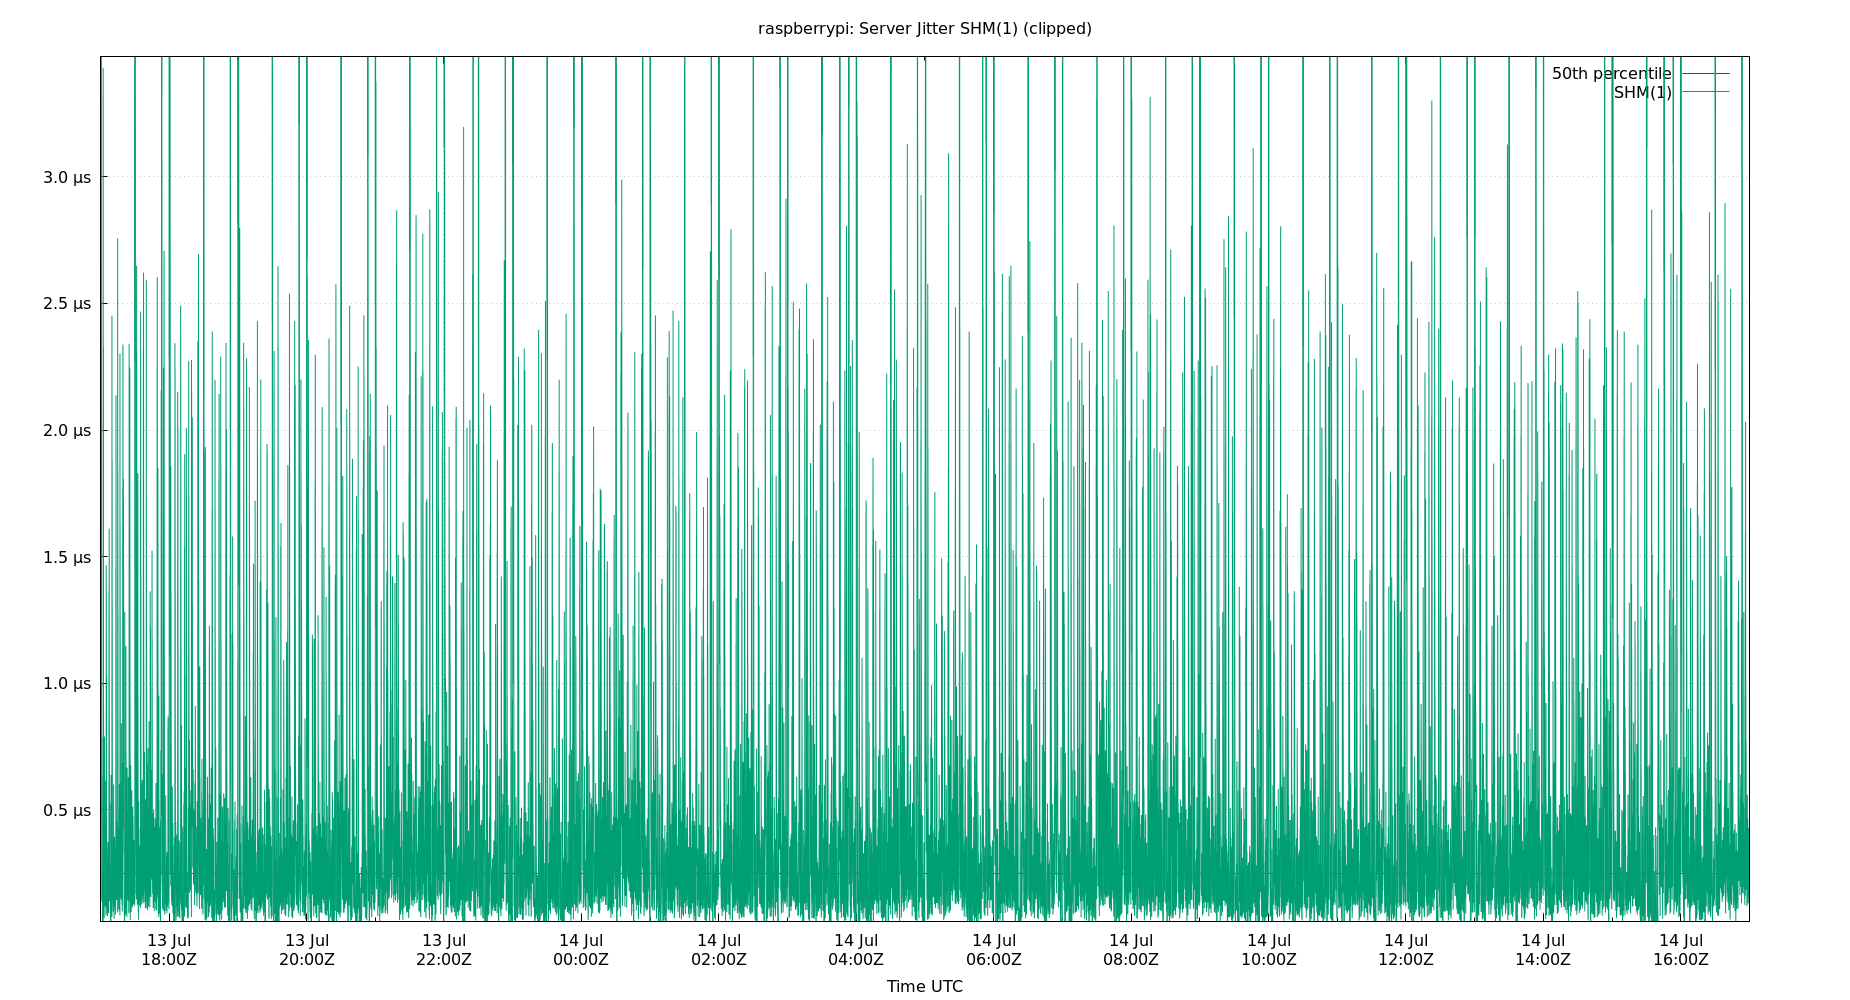 raspberrypi: Server Jitter SHM(1) (clipped)
50th percentile
SHM(1)
3.0 µs
2.5 µs
2.0 µs
1.5 µs
1.0 µs
0.5 µs
13 Jul 13 Jul 13 Jul 14 Jul 14 Jul 14 Jul 14 Jul 14 Jul 14 Jul 14 Jul 14 Jul 14 Jul
18:00Z 20:00Z 22:00Z 00:00Z 02:00Z 04:00Z 06:00Z 08:00Z 10:00Z 12:00Z 14:00Z 16:00Z
Time UTC